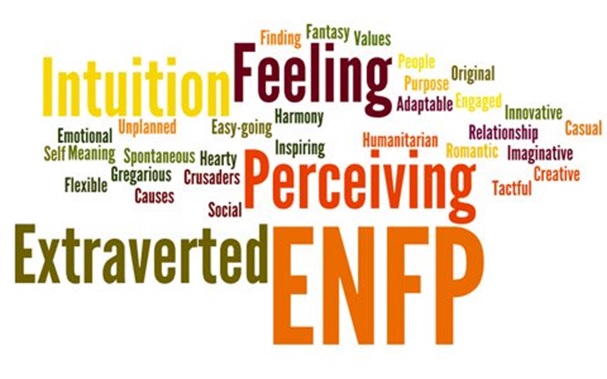 Finding Fantasy Values
Intuition Feeling People
Purpose Original
Adaptable Engaged
Innovative
Emotional Unplanned Easy-going Harmony
Relationship Casual
Self Meaning Spontaneous Hearty Inspiring Humanitarian Romantic Imaginative
Flexible Gregarious Crusaders Perceiving Tactful Creative
Causes
Social
Extraverted ENFP